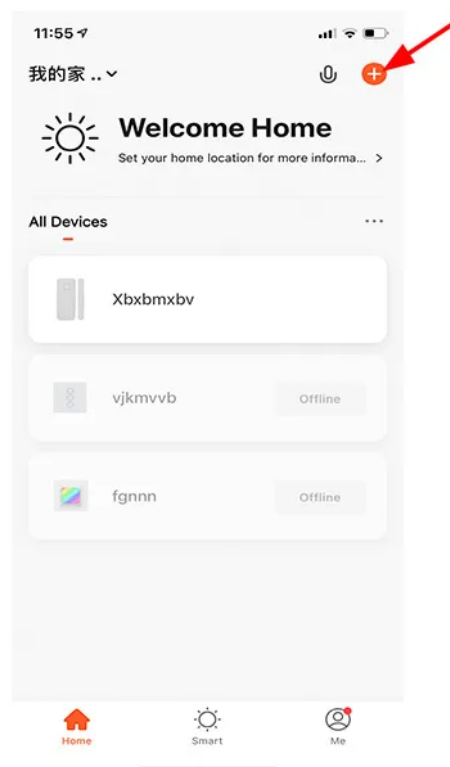 11:55
我的家 ..
Welcome Home
Set your home location for more informa... >
All Devices
...
Xbxbmxbv
vjkmvvb
Offline
fgnnn
Offline
Home
Smart
Me